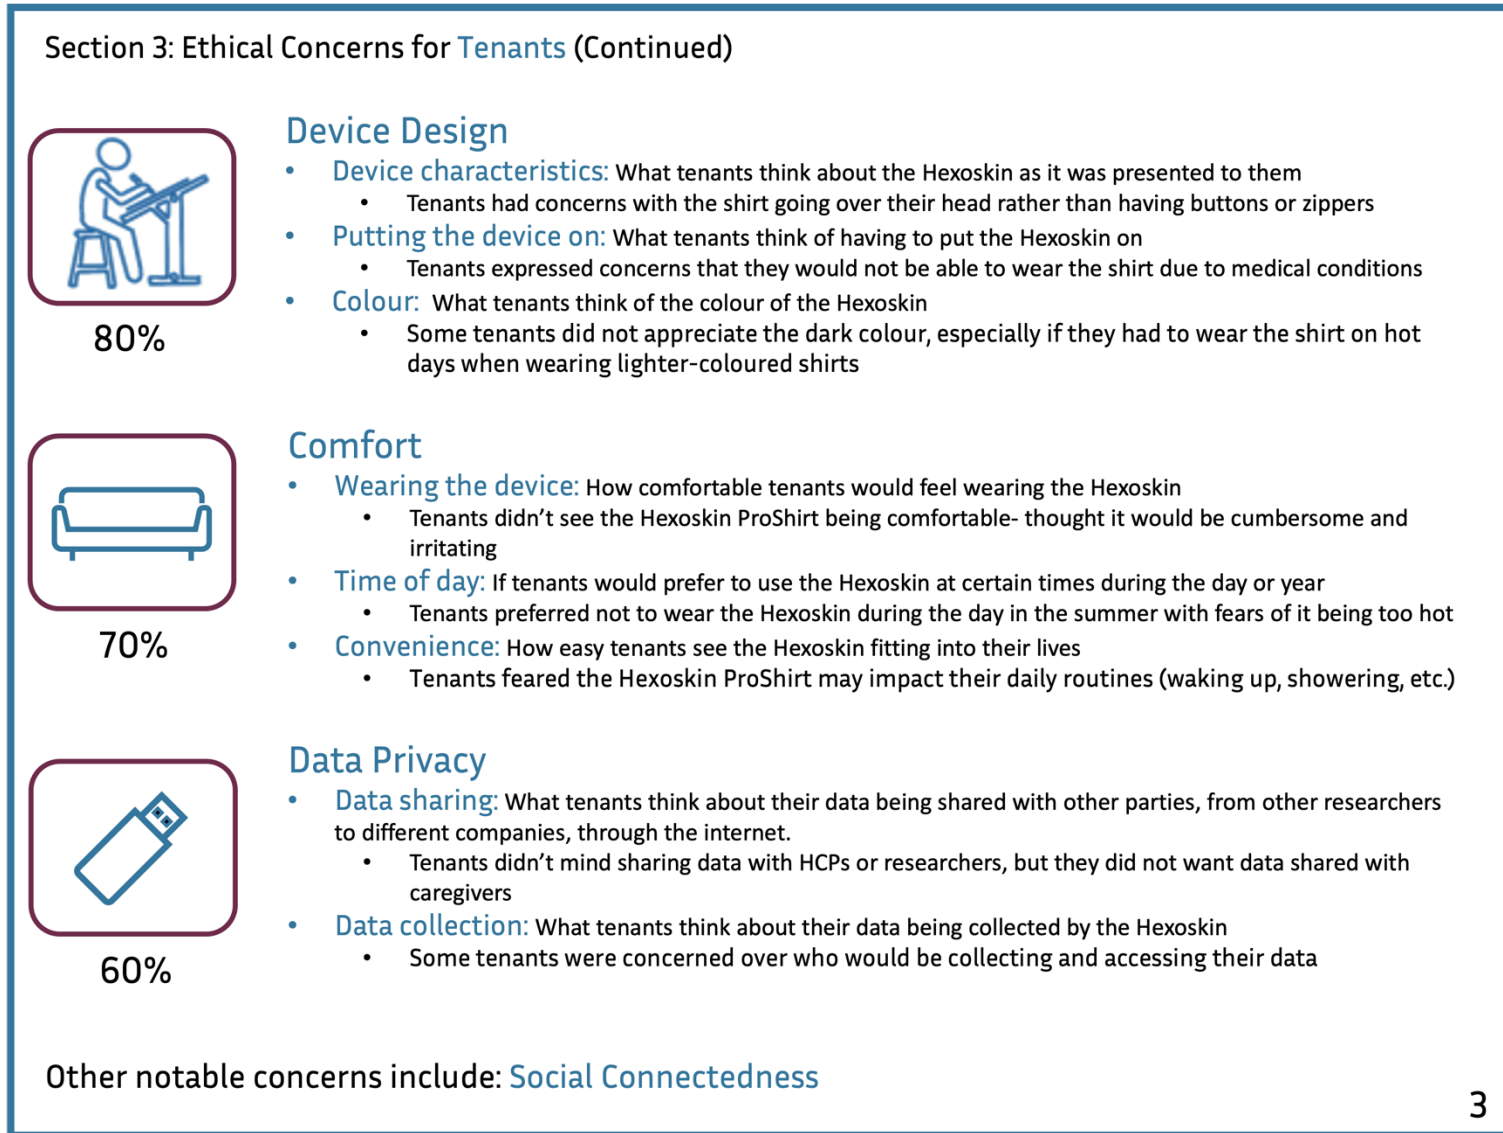 Section 3: Ethical Concerns for Tenants (Continued)
Device Design
• Device characteristics: What tenants think about the Hexoskin as it was presented to them
• Tenants had concerns with the shirt going over their head rather than having buttons or zippers
• Putting the device on: What tenants think of having to put the Hexoskin on
• Tenants expressed concerns that they would not be able to wear the shirt due to medical conditions
• Colour: What tenants think of the colour of the Hexoskin
• Some tenants did not appreciate the dark colour, especially if they had to wear the shirt on hot
days when wearing lighter-coloured shirts
80%
Comfort
• Wearing the device: How comfortable tenants would feel wearing the Hexoskin
• Tenants didn't see the Hexoskin ProShirt being comfortable- thought it would be cumbersome and
irritating
• Time of day: If tenants would prefer to use the Hexoskin at certain times during the day or year
• Tenants preferred not to wear the Hexoskin during the day in the summer with fears of it being too hot
• Convenience: How easy tenants see the Hexoskin fitting into their lives
• Tenants feared the Hexoskin ProShirt may impact their daily routines (waking up, showering, etc.)
70%
Data Privacy
• Data sharing: What tenants think about their data being shared with other parties, from other researchers
to different companies, through the internet.
• Tenants didn't mind sharing data with HCPs or researchers, but they did not want data shared with
caregivers
• Data collection: What tenants think about their data being collected by the Hexoskin
• Some tenants were concerned over who would be collecting and accessing their data
60%
Other notable concerns include: Social Connectedness
3